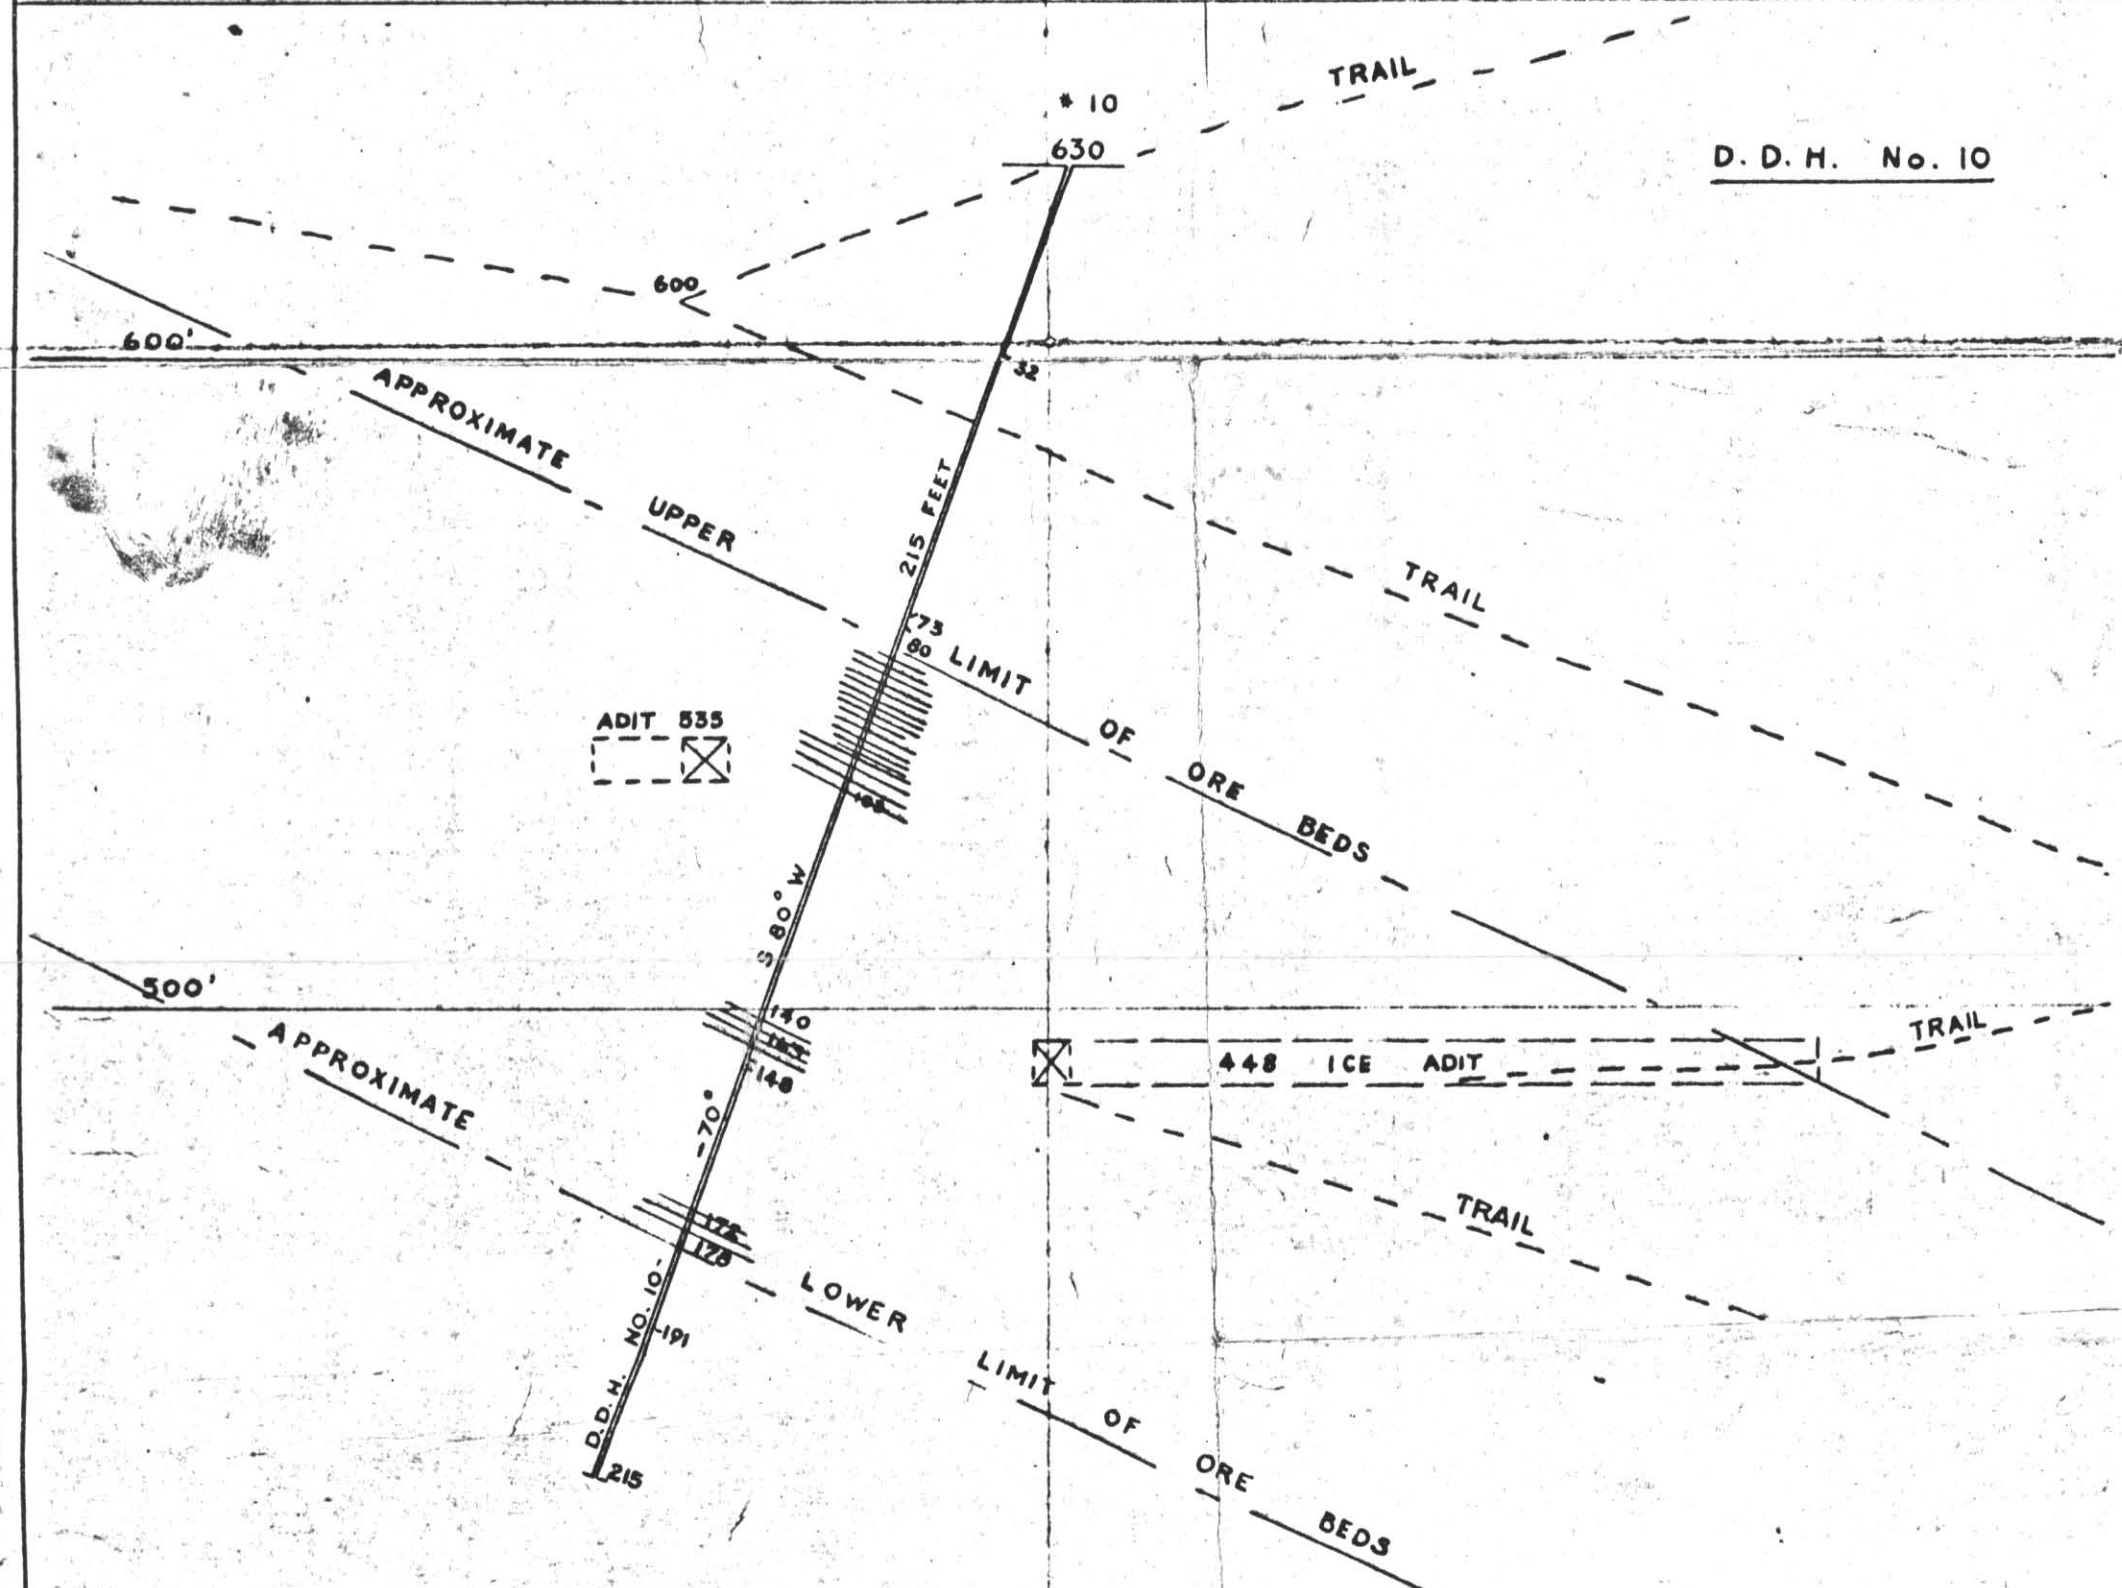 TRAIL
# 10
630
D. D. H. No. 10
600
600'
32
APPROXIMATE UPPER LIMIT OF ORE BEDS
215 FEET
TRAIL
73
80
ADIT 535
S 80° W
500'
140
148
TRAIL
448 ICE ADIT
APPROXIMATE LOWER LIMIT OF ORE BEDS
-70°
TRAIL
172
178
D.D.H. NO. 10-
191
215